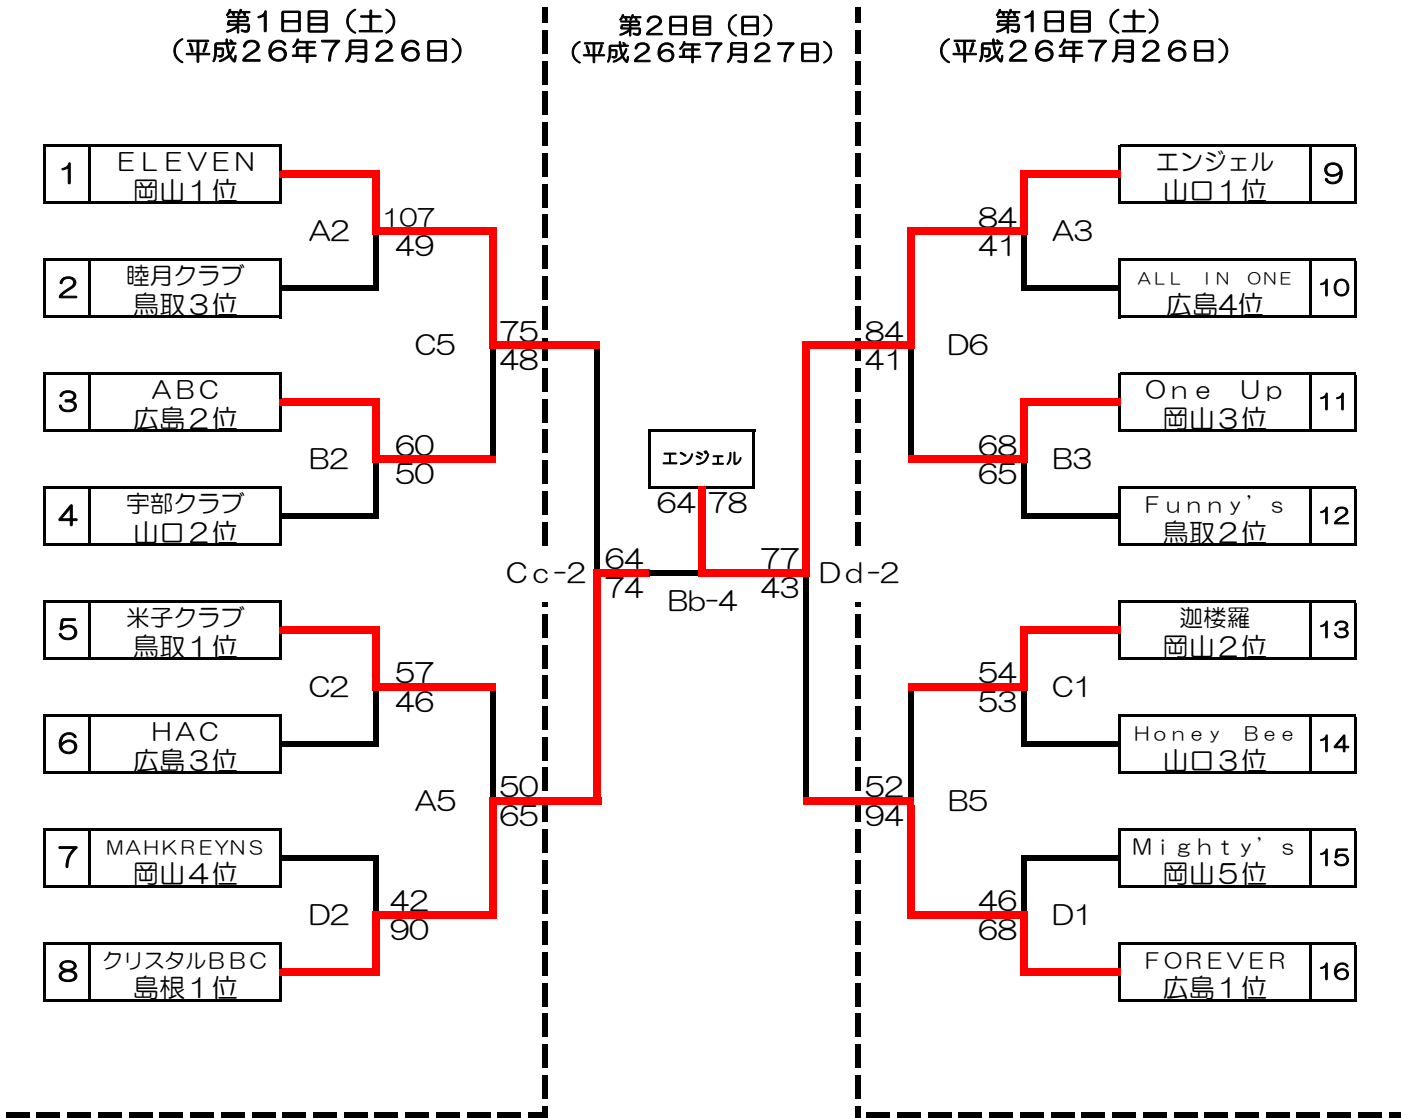 第1日目（土）
（平成２６年７月２６日）
第２日目（日）
（平成２６年７月２７日）
第１日目（土）
（平成２６年７月２６日）
1
ＥＬＥＶＥＮ
岡山１位
A2
107
49
2
睦月クラブ
鳥取３位
C5
75
48
3
ＡＢＣ
広島２位
B2
60
50
4
宇部クラブ
山口２位
Ｃｃ-2
64
74
5
米子クラブ
鳥取１位
C2
57
46
6
ＨＡＣ
広島３位
A5
50
65
7
ＭＡＨＫＲＥＹＮＳ
岡山４位
D2
42
90
8
クリスタルＢＢＣ
島根１位
エンジェル
64 78
Bb-4
エンジェル
山口１位
9
84
41
A3
ＡＬＬ　ＩＮ　ＯＮＥ
広島４位
10
84
41
D6
Ｏｎｅ　Ｕｐ
岡山３位
11
68
65
B3
Ｆｕｎｎｙ’ｓ
鳥取２位
12
77
43
Ｄｄ-2
迦楼羅
岡山２位
13
54
53
C1
Ｈｏｎｅｙ　Ｂｅｅ
山口３位
14
52
94
B5
Ｍｉｇｈｔｙ’ｓ
岡山５位
15
46
68
D1
ＦＯＲＥＶＥＲ
広島１位
16